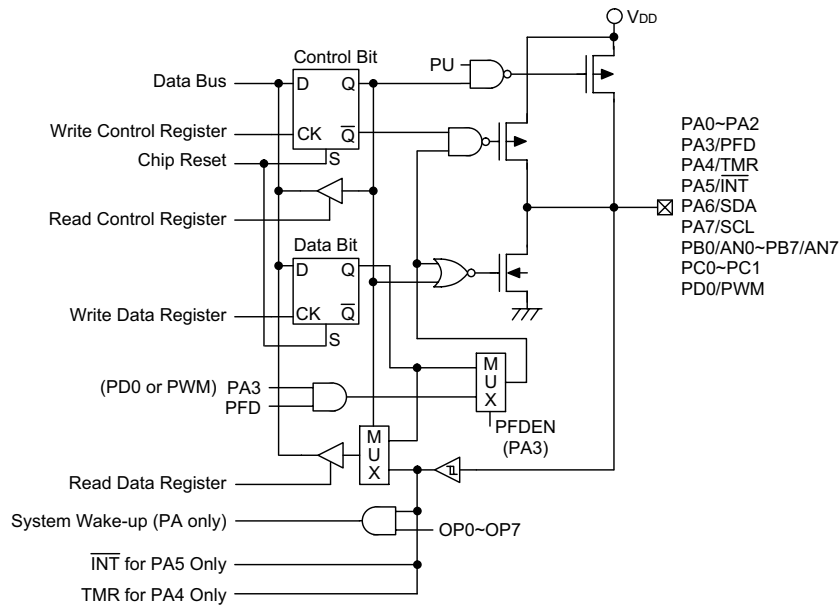 VDD
Control Bit
PU
Data Bus
D
Q
Write Control Register
CK
Q̅
Chip Reset
S
Read Control Register
Data Bit
D
Q
Write Data Register
CK
Q̅
S
PA0~PA2
PA3/PFD
PA4/TMR
PA5/I̅N̅T̅
PA6/SDA
PA7/SCL
PB0/AN0~PB7/AN7
PC0~PC1
PD0/PWM
(PD0 or PWM)
PA3
PFD
MUX
PFDEN
(PA3)
MUX
Read Data Register
System Wake-up (PA only)
OP0~OP7
I̅N̅T̅ for PA5 Only
TMR for PA4 Only